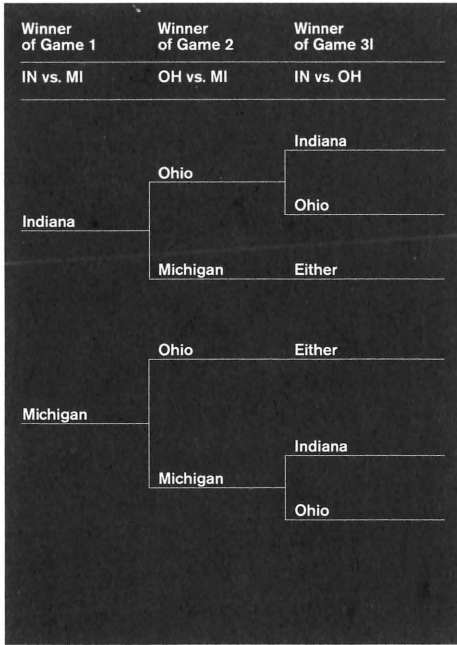 Winner of Game 1
Winner of Game 2
Winner of Game 3I
IN vs. MI
OH vs. MI
IN vs. OH
Indiana
Ohio
Ohio
Indiana
Michigan
Either
Ohio
Either
Michigan
Indiana
Michigan
Ohio